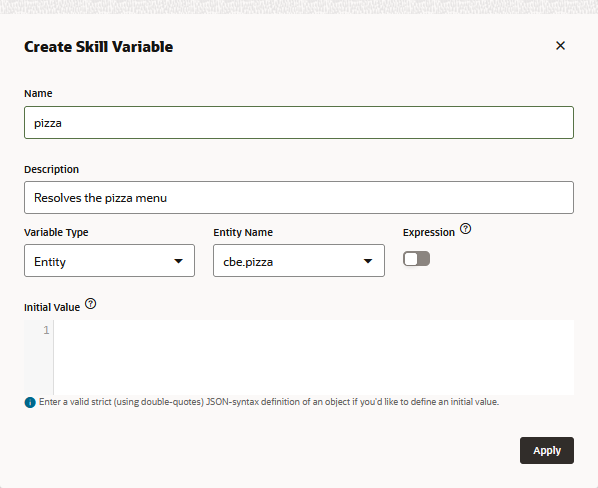 Create Skill Variable
Name
pizza
Description
Resolves the pizza menu
Variable Type
Entity Name
Expression
Entity
cbe.pizza
Initial Value
1
Enter a valid strict (using double-quotes) JSON-syntax definition of an object if you'd like to define an initial value.
Apply